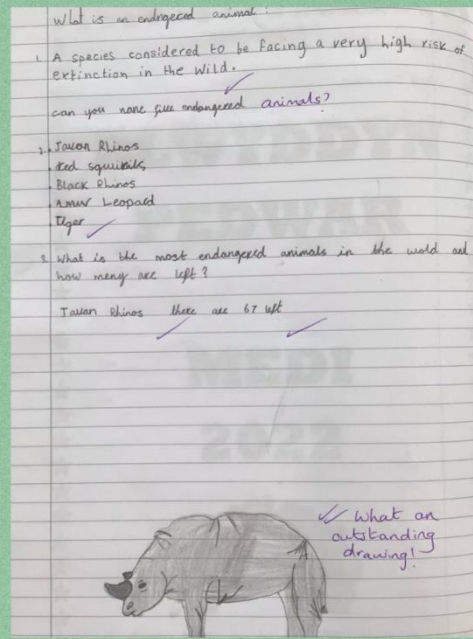 What is an endngeced animal?
1. A species considered to be facing a very high risk of
extinction in the wild.
can you name five endangered animals?
2. Javan Rhinos
Red squirrils
Black Rhinos
Amur Leopard
Tiger
3. What is the most endangered animals in the wold and
how meny are left?
Javan Rhinos there are 67 left
What an
outstanding
drawing!